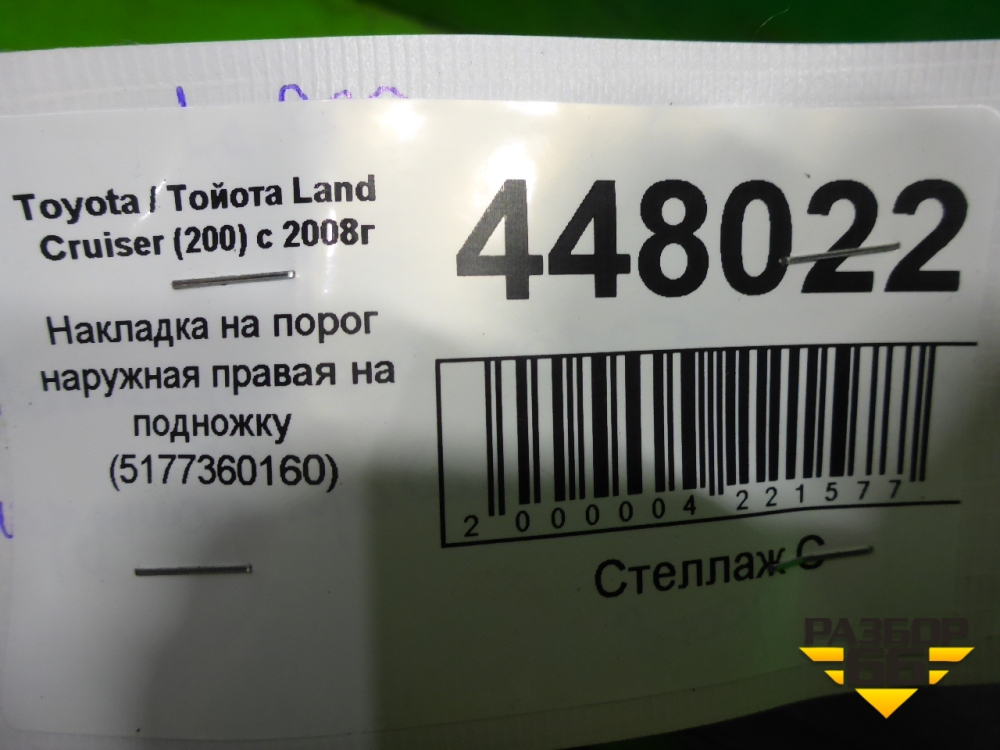 Toyota / Тойота Land
Cruiser (200) с 2008г
448022
Накладка на порог
наружная правая на
подножку
(5177360160)
2 000004 221577
Стеллаж С
РАЗБОР
66